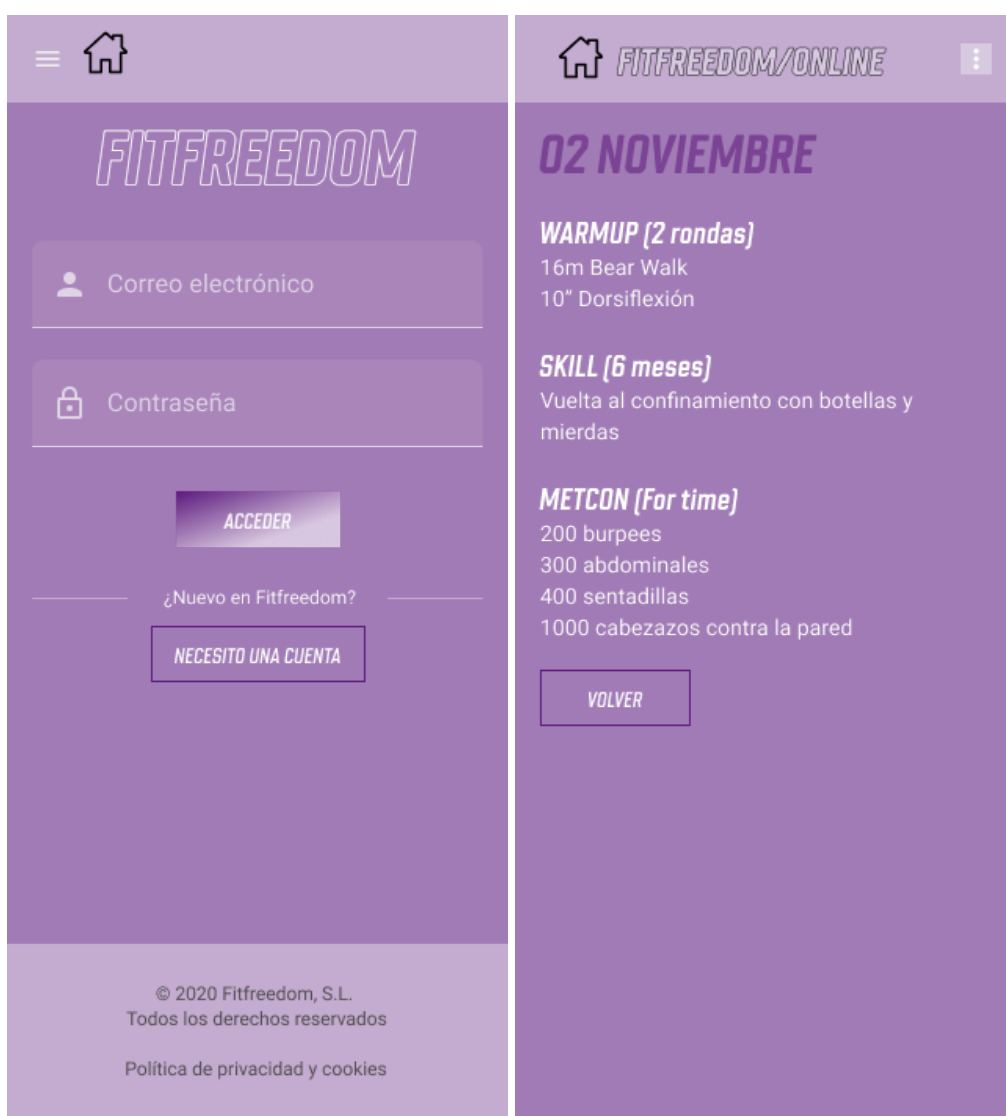 FITFREEDOM
Correo electrónico
Contraseña
ACCEDER
¿Nuevo en Fitfreedom?
NECESITO UNA CUENTA
© 2020 Fitfreedom, S.L.
Todos los derechos reservados
Política de privacidad y cookies
FITFREEDOM/ONLINE
02 NOVIEMBRE
WARMUP (2 rondas)
16m Bear Walk
10” Dorsiflexión
SKILL (6 meses)
Vuelta al confinamiento con botellas y
mierdas
METCON (For time)
200 burpees
300 abdominales
400 sentadillas
1000 cabezazos contra la pared
VOLVER